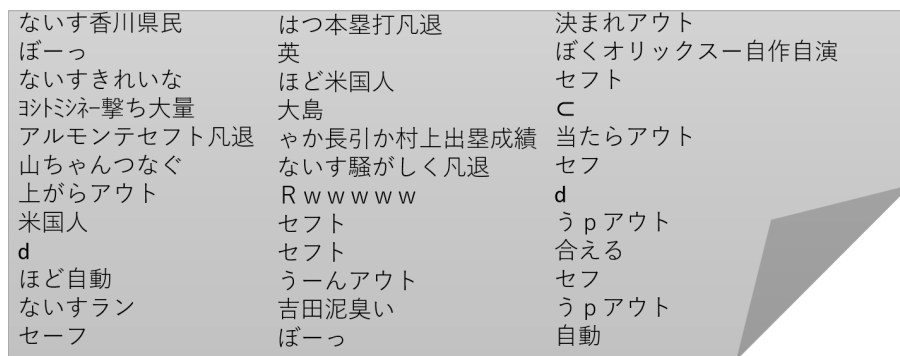 ないす香川県民
ぼーっ
ないすきれいな
ﾖｼﾄﾐｼﾈｰ撃ち大量
アルモンテセフト凡退
山ちゃんつなぐ
上がらアウト
米国人
d
ほど自動
ないすラン
セーフ
はつ本塁打凡退
英
ほど米国人
大島
ゃか長引か村上出塁成績
ないす騒がしく凡退
Ｒｗｗｗｗｗ
セフト
セフト
うーんアウト
吉田泥臭い
ぼーっ
決まれアウト
ぼくオリックスー自作自演
セフト
⊂
当たらアウト
セフ
d
うｐアウト
合える
セフ
うｐアウト
自動